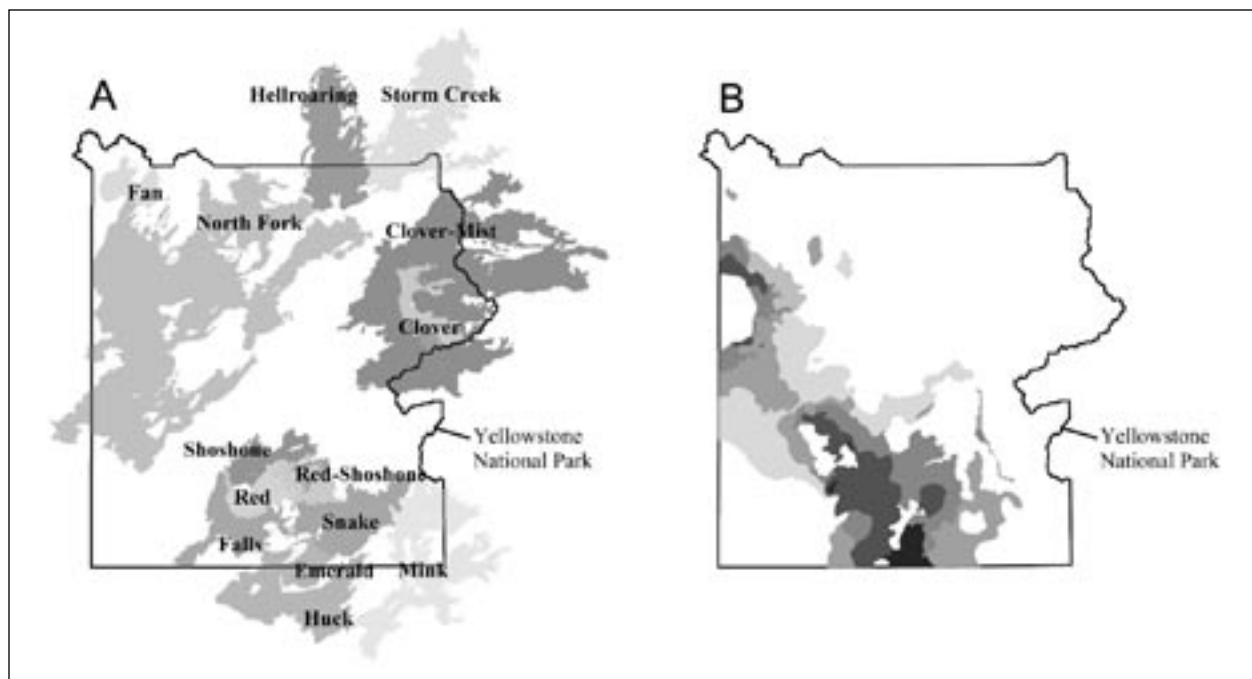 A
Hellroaring
Storm Creek
Fan
North Fork
Clover-Mist
Clover
Yellowstone
National Park
Shoshone
Red-Shoshone
Red
Snake
Falls
Emerald
Mink
Huck
B
Yellowstone
National Park